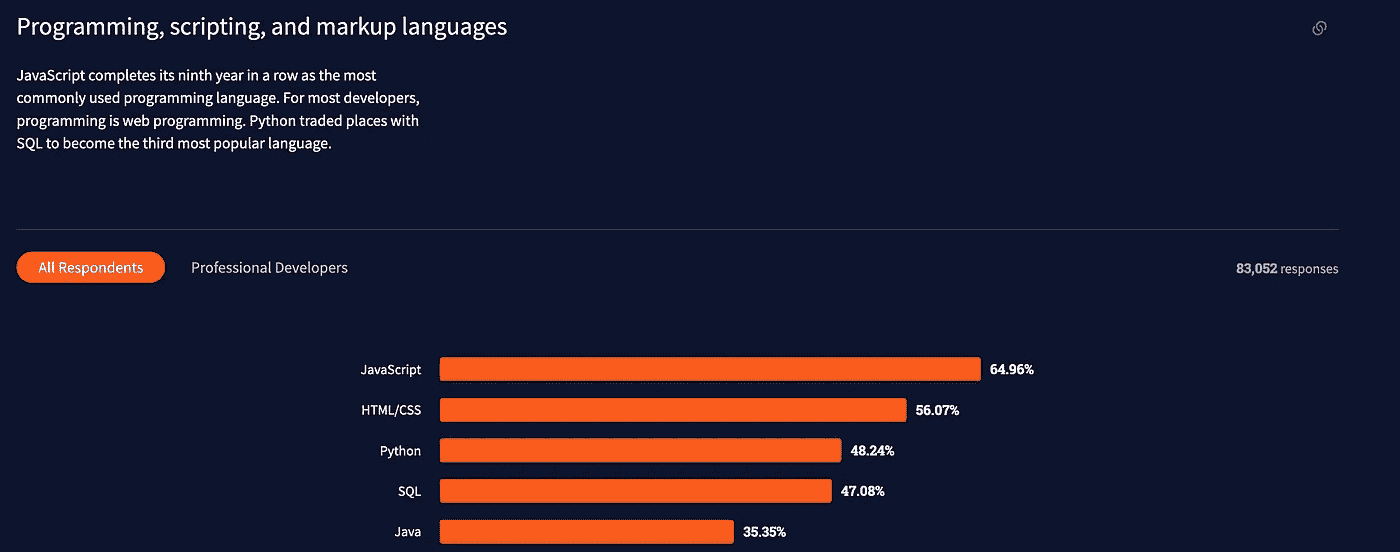 Programming, scripting, and markup languages
JavaScript completes its ninth year in a row as the most
commonly used programming language. For most developers,
programming is web programming. Python traded places with
SQL to become the third most popular language.
All Respondents
Professional Developers
83,052 responses
JavaScript 64.96%
HTML/CSS 56.07%
Python 48.24%
SQL 47.08%
Java 35.35%